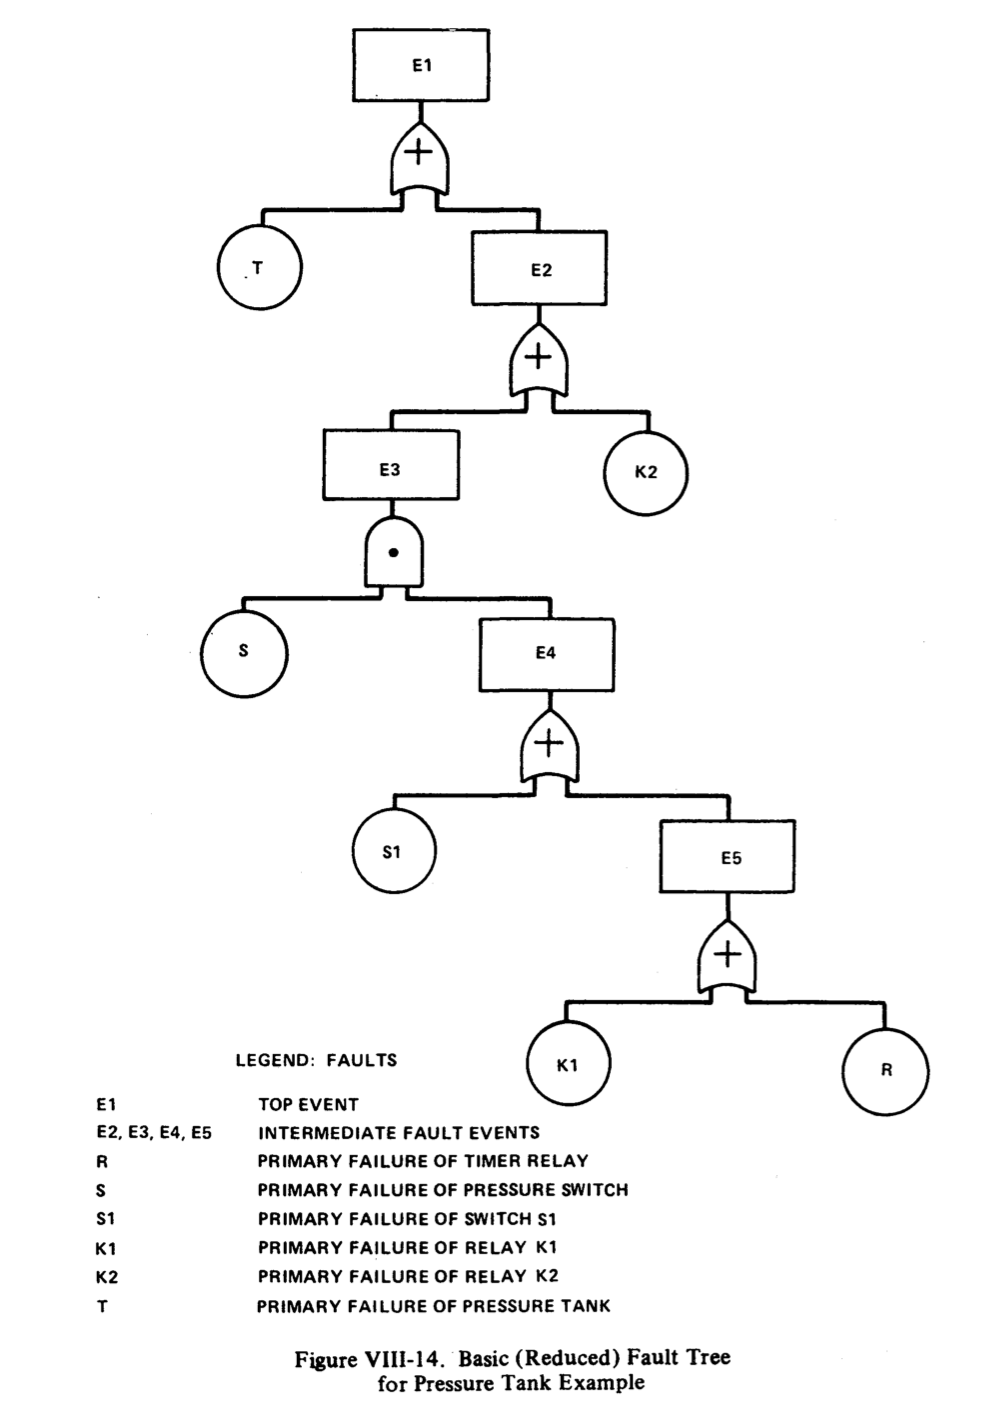 E1
+
T
E2
+
E3
K2
•
S
E4
+
S1
E5
+
K1
R
LEGEND: FAULTS
E1 TOP EVENT
E2, E3, E4, E5 INTERMEDIATE FAULT EVENTS
R PRIMARY FAILURE OF TIMER RELAY
S PRIMARY FAILURE OF PRESSURE SWITCH
S1 PRIMARY FAILURE OF SWITCH S1
K1 PRIMARY FAILURE OF RELAY K1
K2 PRIMARY FAILURE OF RELAY K2
T PRIMARY FAILURE OF PRESSURE TANK
Figure VIII-14. Basic (Reduced) Fault Tree
for Pressure Tank Example